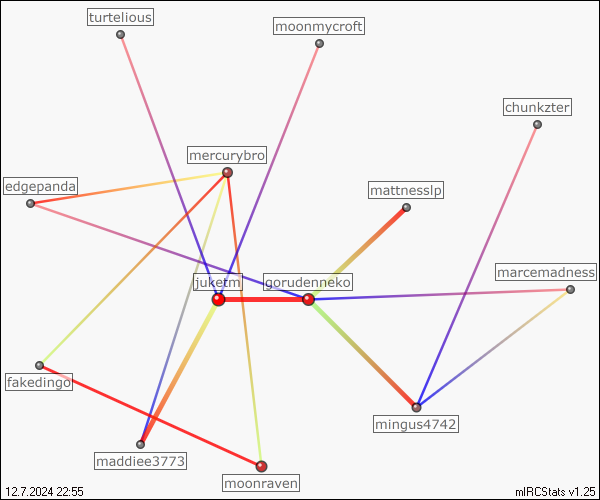 turtelious
moonmycroft
chunkzter
mercurybro
edgepanda
mattnesslp
marcemadness
juketm
gorudenneko
fakedingo
mingus4742
maddiee3773
moonraven
12.7.2024 22:55
mIRCStats v1.25